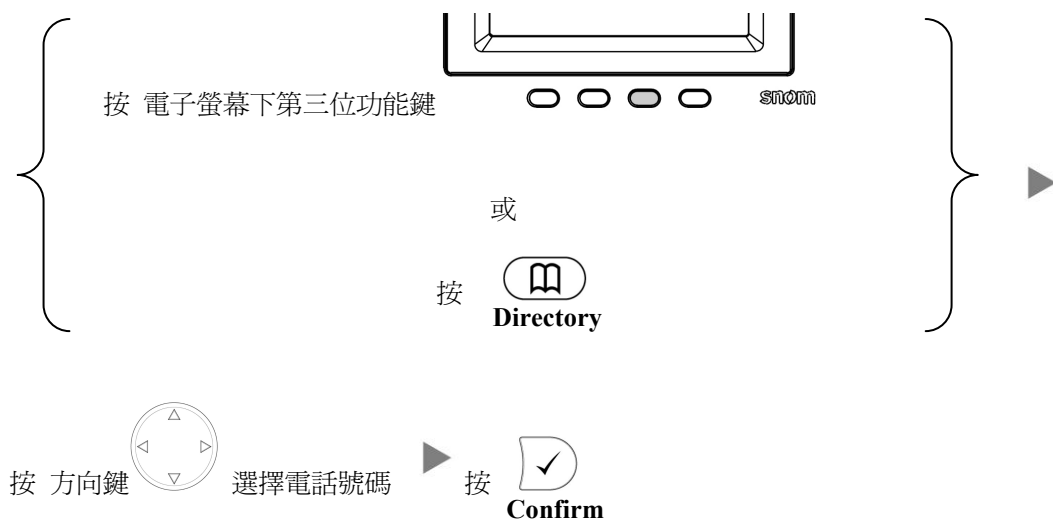 按 電子螢幕下第三位功能鍵 snom
或
按
Directory
按 方向鍵 選擇電話號碼 按
Confirm